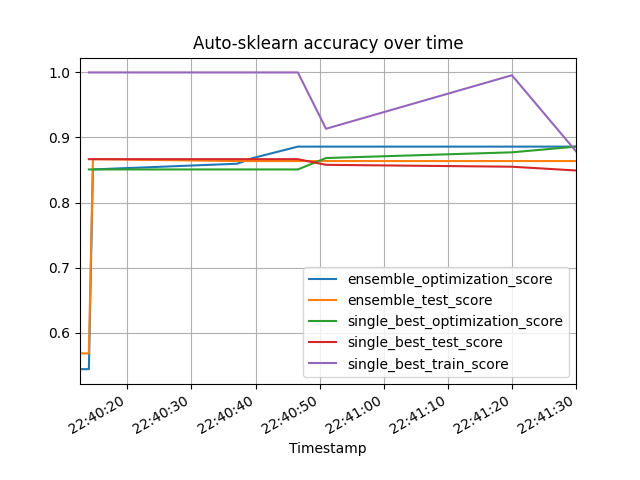 Auto-sklearn accuracy over time
1.0
0.9
0.8
0.7
0.6
ensemble_optimization_score
ensemble_test_score
single_best_optimization_score
single_best_test_score
single_best_train_score
22:40:20
22:40:30
22:40:40
22:40:50
22:41:00
22:41:10
22:41:20
22:41:30
Timestamp